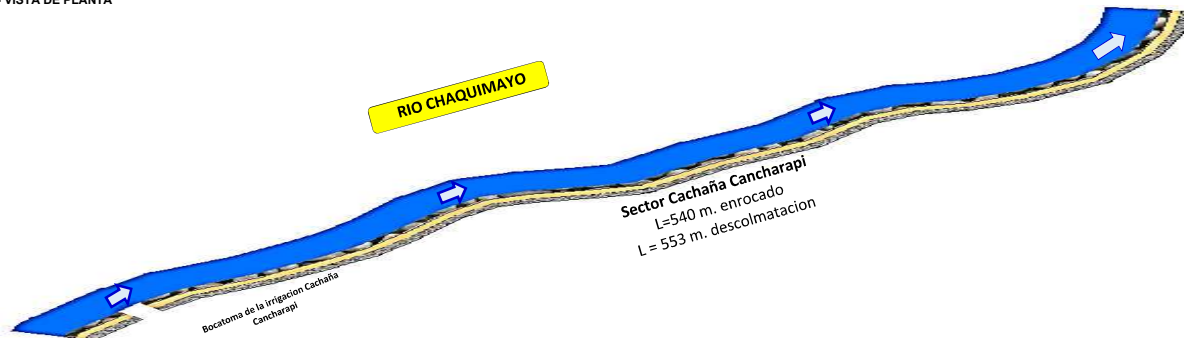 VISTA DE PLANTA
RIO CHAQUIMAYO
Sector Cachaña Cancharapi
L=540 m. enrocado
L = 553 m. descolmatacion
Bocatoma de la irrigacion Cachaña
Cancharapi